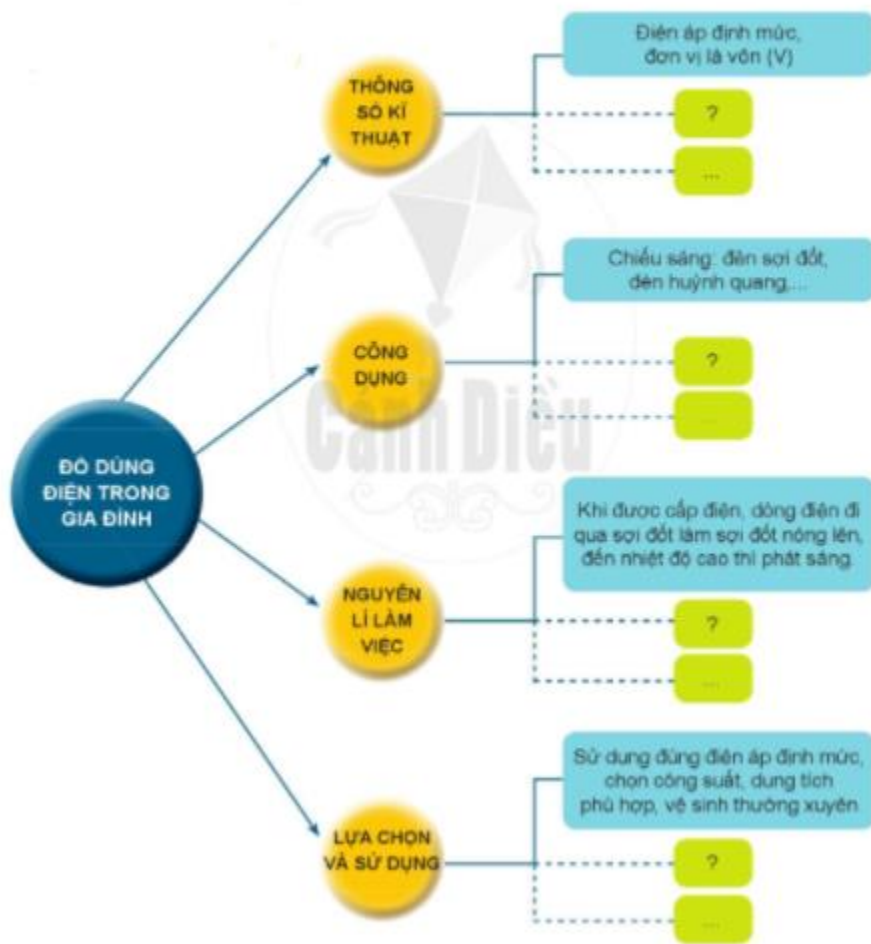 THÔNG
SỐ KĨ
THUẬT
Điện áp định mức,
đơn vị là vôn (V)
?
...
CÔNG
DỤNG
Chiếu sáng: đèn sợi đốt,
đèn huỳnh quang,...
?
...
Cánh Diều
ĐỒ DÙNG
ĐIỆN TRONG
GIA ĐÌNH
NGUYÊN
LÍ LÀM
VIỆC
Khi được cấp điện, dòng điện đi
qua sợi đốt làm sợi đốt nóng lên,
đến nhiệt độ cao thì phát sáng.
?
...
LỰA CHỌN
VÀ SỬ DỤNG
Sử dụng đúng điện áp định mức,
chọn công suất, dung tích
phù hợp, vệ sinh thường xuyên
?
...